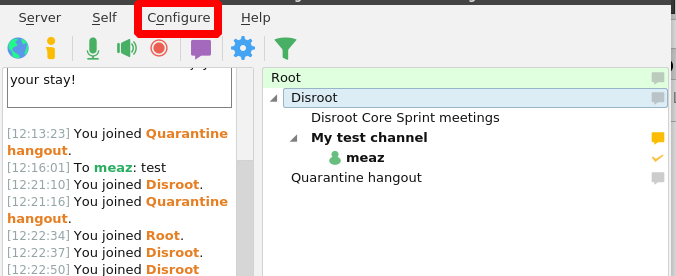 Server Self Configure Help
your stay!
[12:13:23] You joined Quarantine
hangout.
[12:16:01] To meaz: test
[12:21:10] You joined Disroot.
[12:21:16] You joined Quarantine
hangout.
[12:22:34] You joined Root.
[12:22:37] You joined Disroot.
[12:22:50] You joined Disroot
Root
Disroot
Disroot Core Sprint meetings
My test channel
meaz
Quarantine hangout